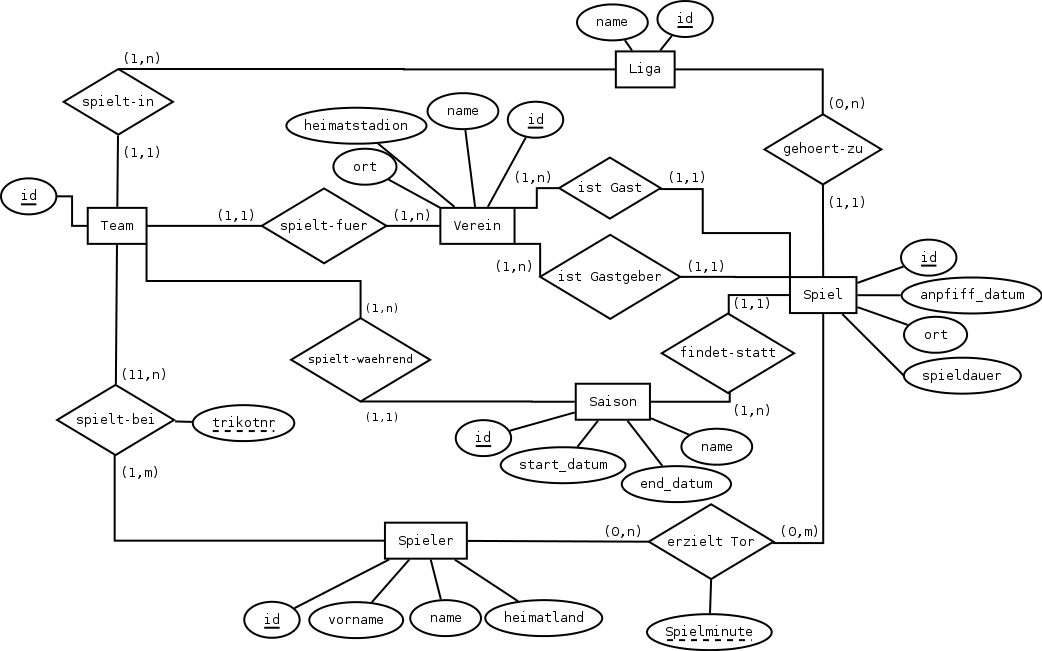 name
id
(1,n)
Liga
spielt-in
(0,n)
heimatstadion
name
id
gehoert-zu
(1,1)
ort
(1,n)
ist Gast
(1,1)
id
(1,1)
Team
(1,1)
spielt-fuer
(1,n)
Verein
(1,n)
ist Gastgeber
(1,1)
id
Spiel
anpfiff_datum
(1,n)
(1,1)
ort
spielt-waehrend
findet-statt
spieldauer
(11,n)
(1,1)
Saison
(1,n)
spielt-bei
trikotnr
id
name
start_datum
(1,m)
end_datum
Spieler
(0,n)
erzielt Tor
(0,m)
id
vorname
name
heimatland
Spielminute